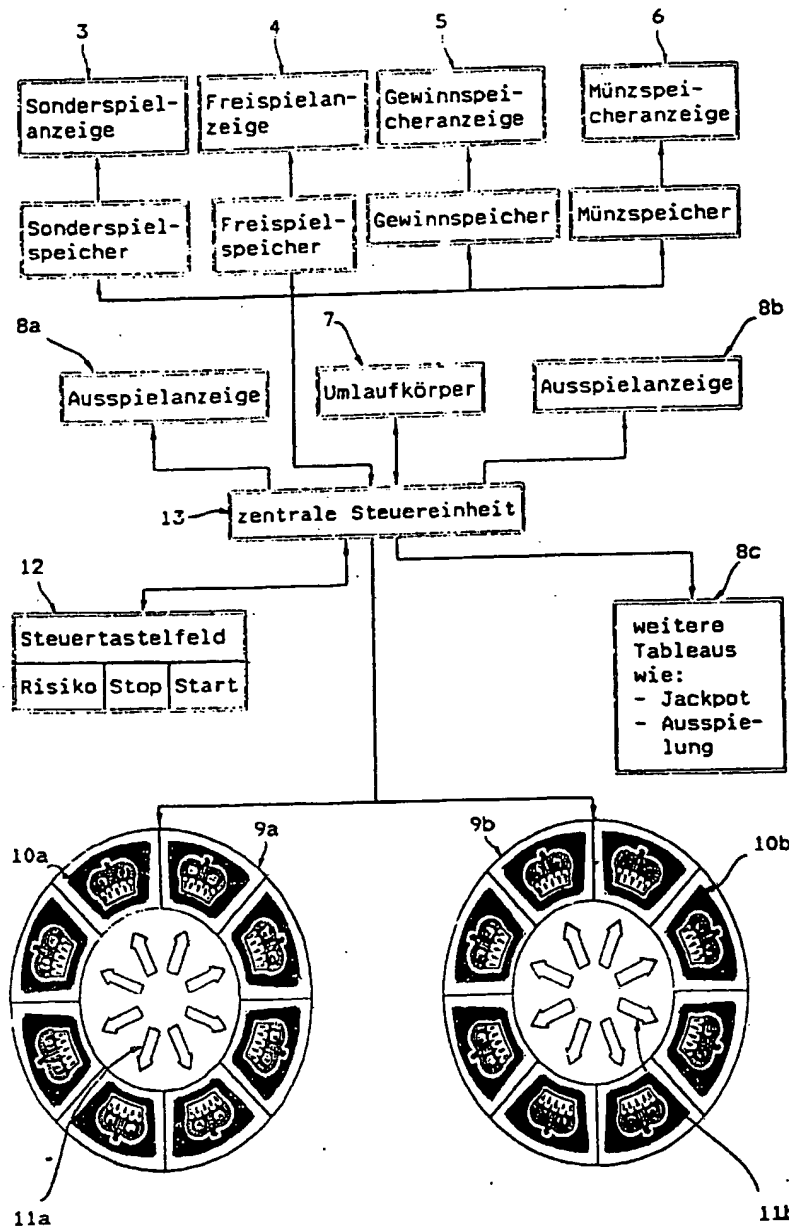 3
4
5
6
Sonderspiel-
anzeige
Freispielan-
zeige
Gewinnspei-
cheranzeige
Münzspei-
cheranzeige
Sonderspiel-
speicher
Freispiel-
speicher
Gewinnspeicher
Münzspeicher
8a
7
8b
Ausspielanzeige
Umlaufkörper
Ausspielanzeige
13
zentrale Steuereinheit
12
8c
Steuertastelfeld
Risiko
Stop
Start
weitere
Tableaus
wie:
- Jackpot
- Ausspie-
lung
10a
9a
9b
10b
11a
11b